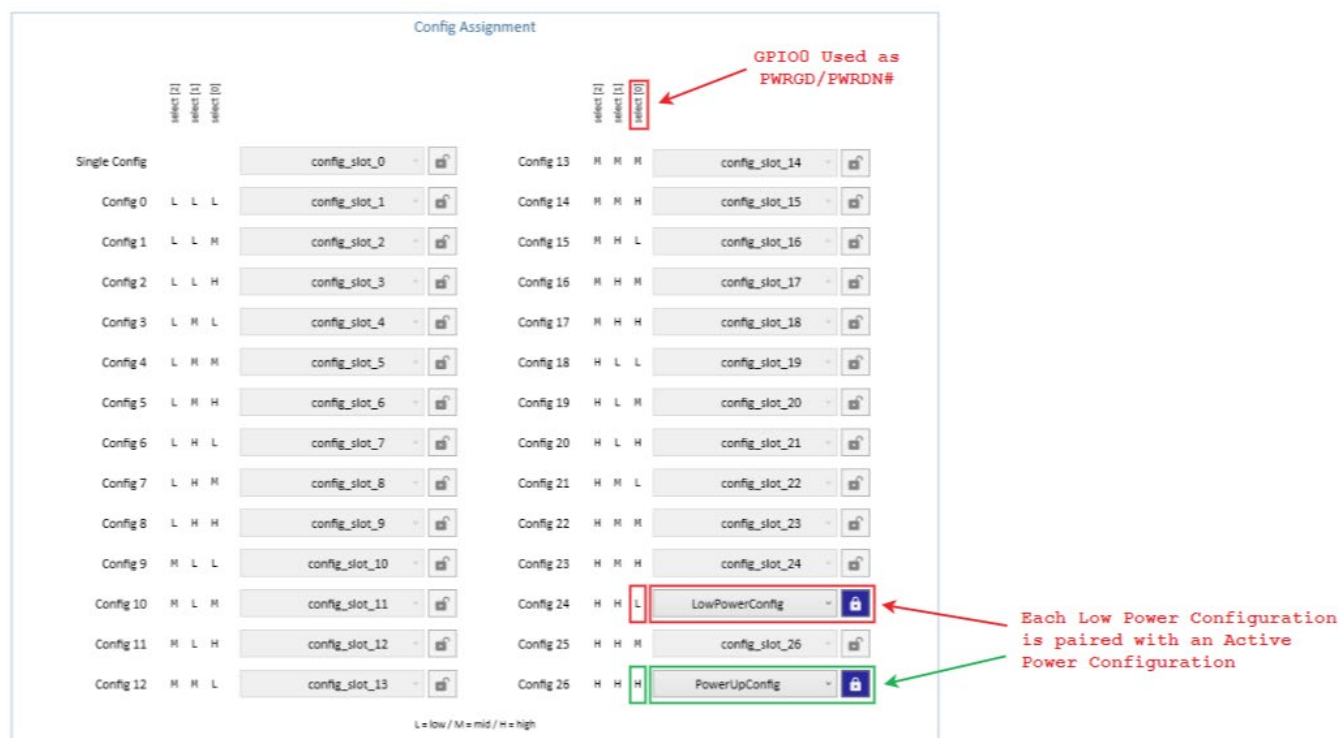 Config Assignment
GPIO0 Used as
PWRGD/PWRDN#
select [2] select [1] select [0]
select [2] select [1] select [0]
Single Config config_slot_0
Config 0 L L L config_slot_1
Config 1 L L M config_slot_2
Config 2 L L H config_slot_3
Config 3 L M L config_slot_4
Config 4 L M M config_slot_5
Config 5 L M H config_slot_6
Config 6 L H L config_slot_7
Config 7 L H M config_slot_8
Config 8 L H H config_slot_9
Config 9 M L L config_slot_10
Config 10 M L M config_slot_11
Config 11 M L H config_slot_12
Config 12 M M L config_slot_13
Config 13 M M M config_slot_14
Config 14 M M H config_slot_15
Config 15 M H L config_slot_16
Config 16 M H M config_slot_17
Config 17 M H H config_slot_18
Config 18 H L L config_slot_19
Config 19 H L M config_slot_20
Config 20 H L H config_slot_21
Config 21 H M L config_slot_22
Config 22 H M M config_slot_23
Config 23 H M H config_slot_24
Config 24 H H L LowPowerConfig
Config 25 H H M config_slot_26
Config 26 H H H PowerUpConfig
Each Low Power Configuration
is paired with an Active
Power Configuration
L = low / M = mid / H = high